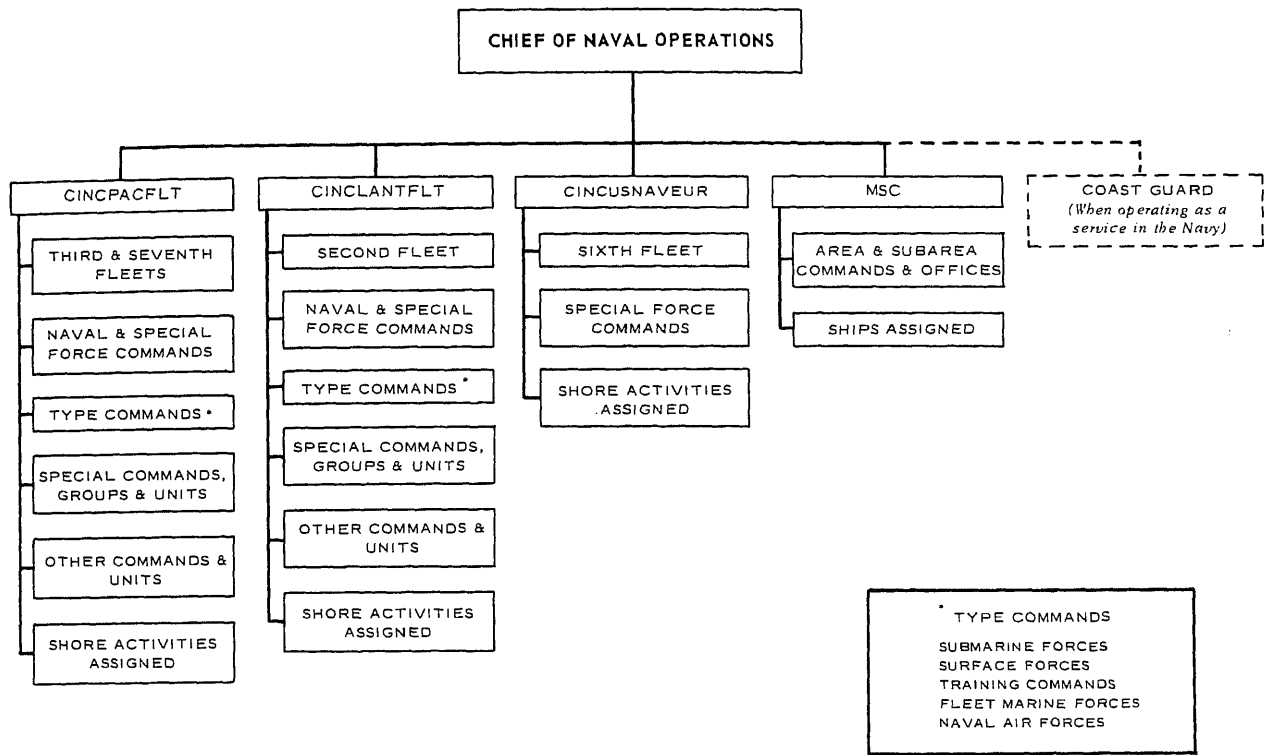 CHIEF OF NAVAL OPERATIONS
CINCPACFLT
THIRD & SEVENTH
FLEETS
NAVAL & SPECIAL
FORCE COMMANDS
TYPE COMMANDS*
SPECIAL COMMANDS,
GROUPS & UNITS
OTHER COMMANDS &
UNITS
SHORE ACTIVITIES
ASSIGNED
CINCLANTFLT
SECOND FLEET
NAVAL & SPECIAL
FORCE COMMANDS
TYPE COMMANDS*
SPECIAL COMMANDS,
GROUPS & UNITS
OTHER COMMANDS &
UNITS
SHORE ACTIVITIES
ASSIGNED
CINCUSNAVEUR
SIXTH FLEET
SPECIAL FORCE
COMMANDS
SHORE ACTIVITIES
.ASSIGNED
MSC
AREA & SUBAREA
COMMANDS & OFFICES
SHIPS ASSIGNED
COAST GUARD
(When operating as a
service in the Navy)
* TYPE COMMANDS
SUBMARINE FORCES
SURFACE FORCES
TRAINING COMMANDS
FLEET MARINE FORCES
NAVAL AIR FORCES